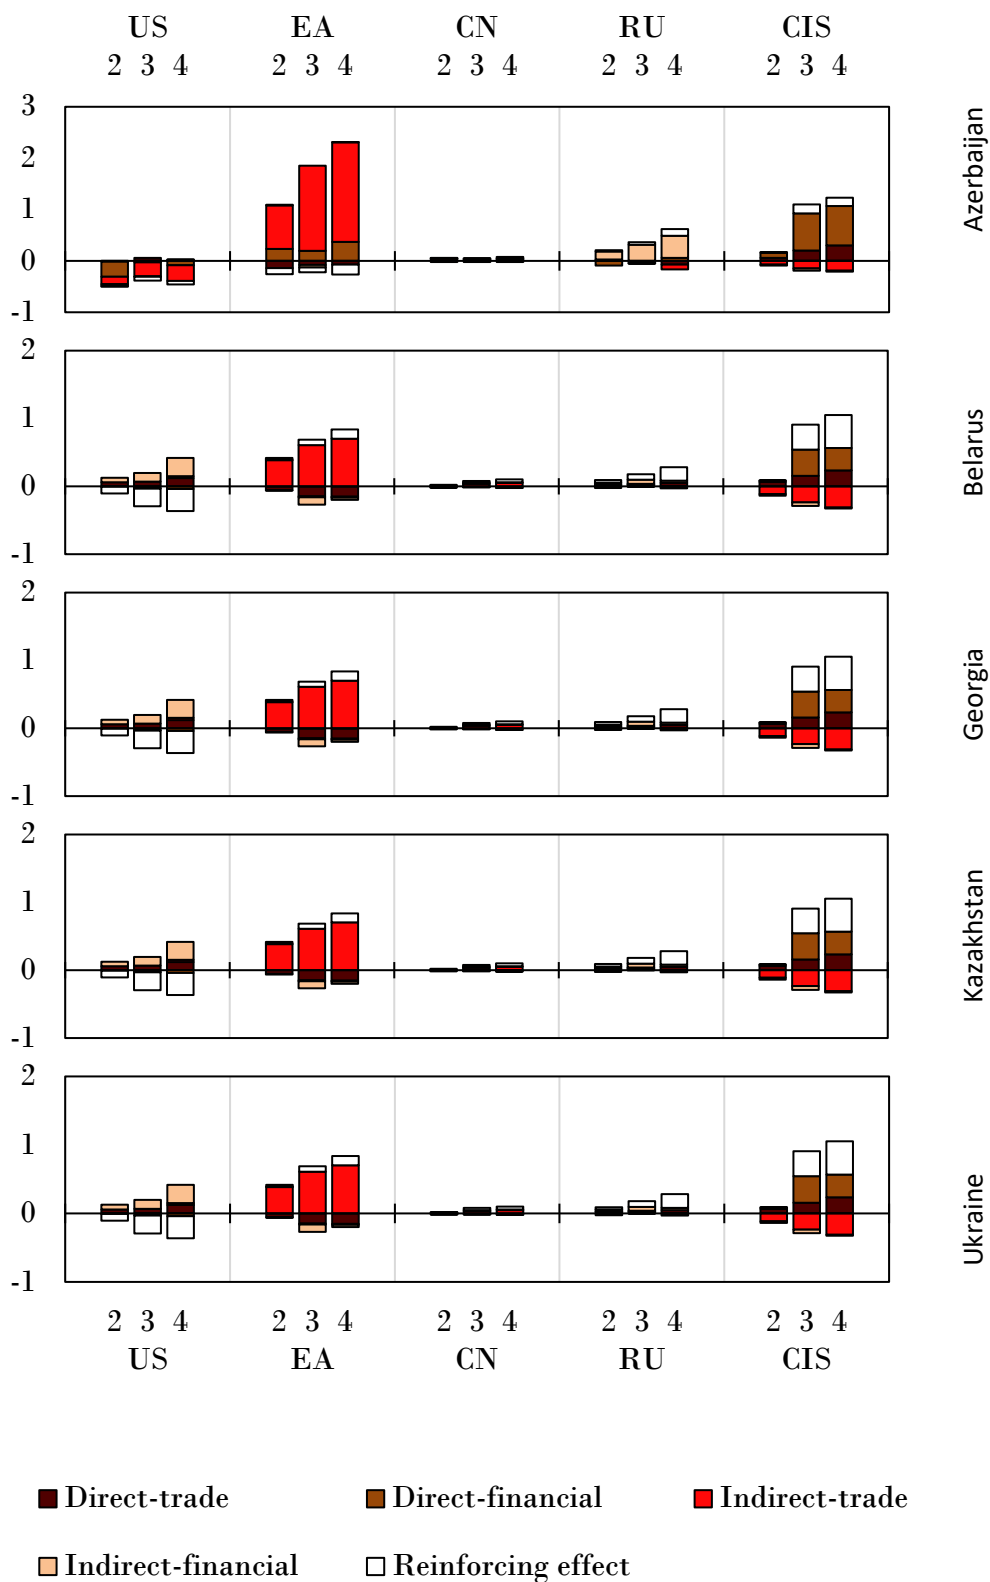 US EA CN RU CIS
2 3 4 2 3 4 2 3 4 2 3 4 2 3 4
3
2
1
0
-1
Azerbaijan
2
1
0
-1
Belarus
2
1
0
-1
Georgia
2
1
0
-1
Kazakhstan
2
1
0
-1
Ukraine
2 3 4 2 3 4 2 3 4 2 3 4 2 3 4
US EA CN RU CIS
Direct-trade Direct-financial Indirect-trade
Indirect-financial Reinforcing effect